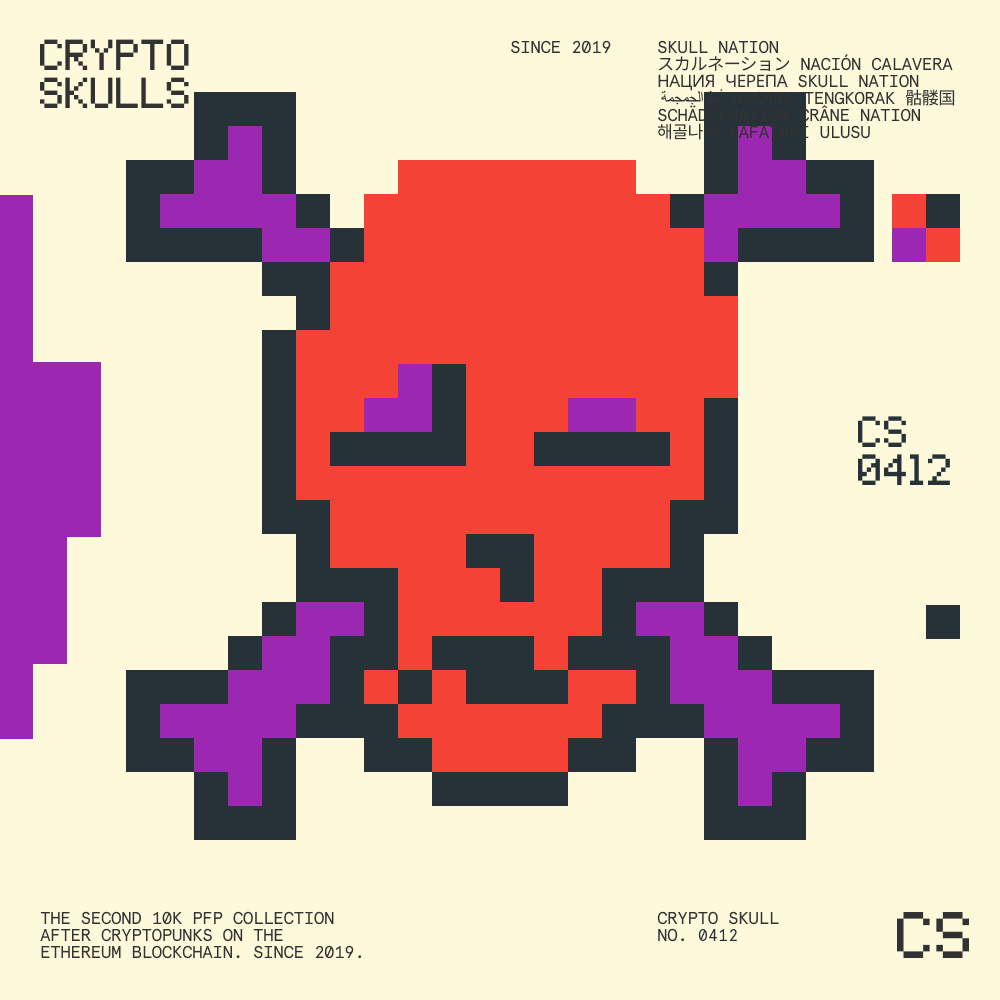 CRYPTO
SKULLS
SINCE 2019
SKULL NATION
スカルネーション NACIÓN CALAVERA
НАЦИЯ ЧЕРЕПА SKULL NATION
الجمجمة TENGKORAK 骷髅国
CRÂNE NATION
해골 ULUSU
CS
0412
THE SECOND 10K PFP COLLECTION
AFTER CRYPTOPUNKS ON THE
ETHEREUM BLOCKCHAIN. SINCE 2019.
CRYPTO SKULL
NO. 0412
CS